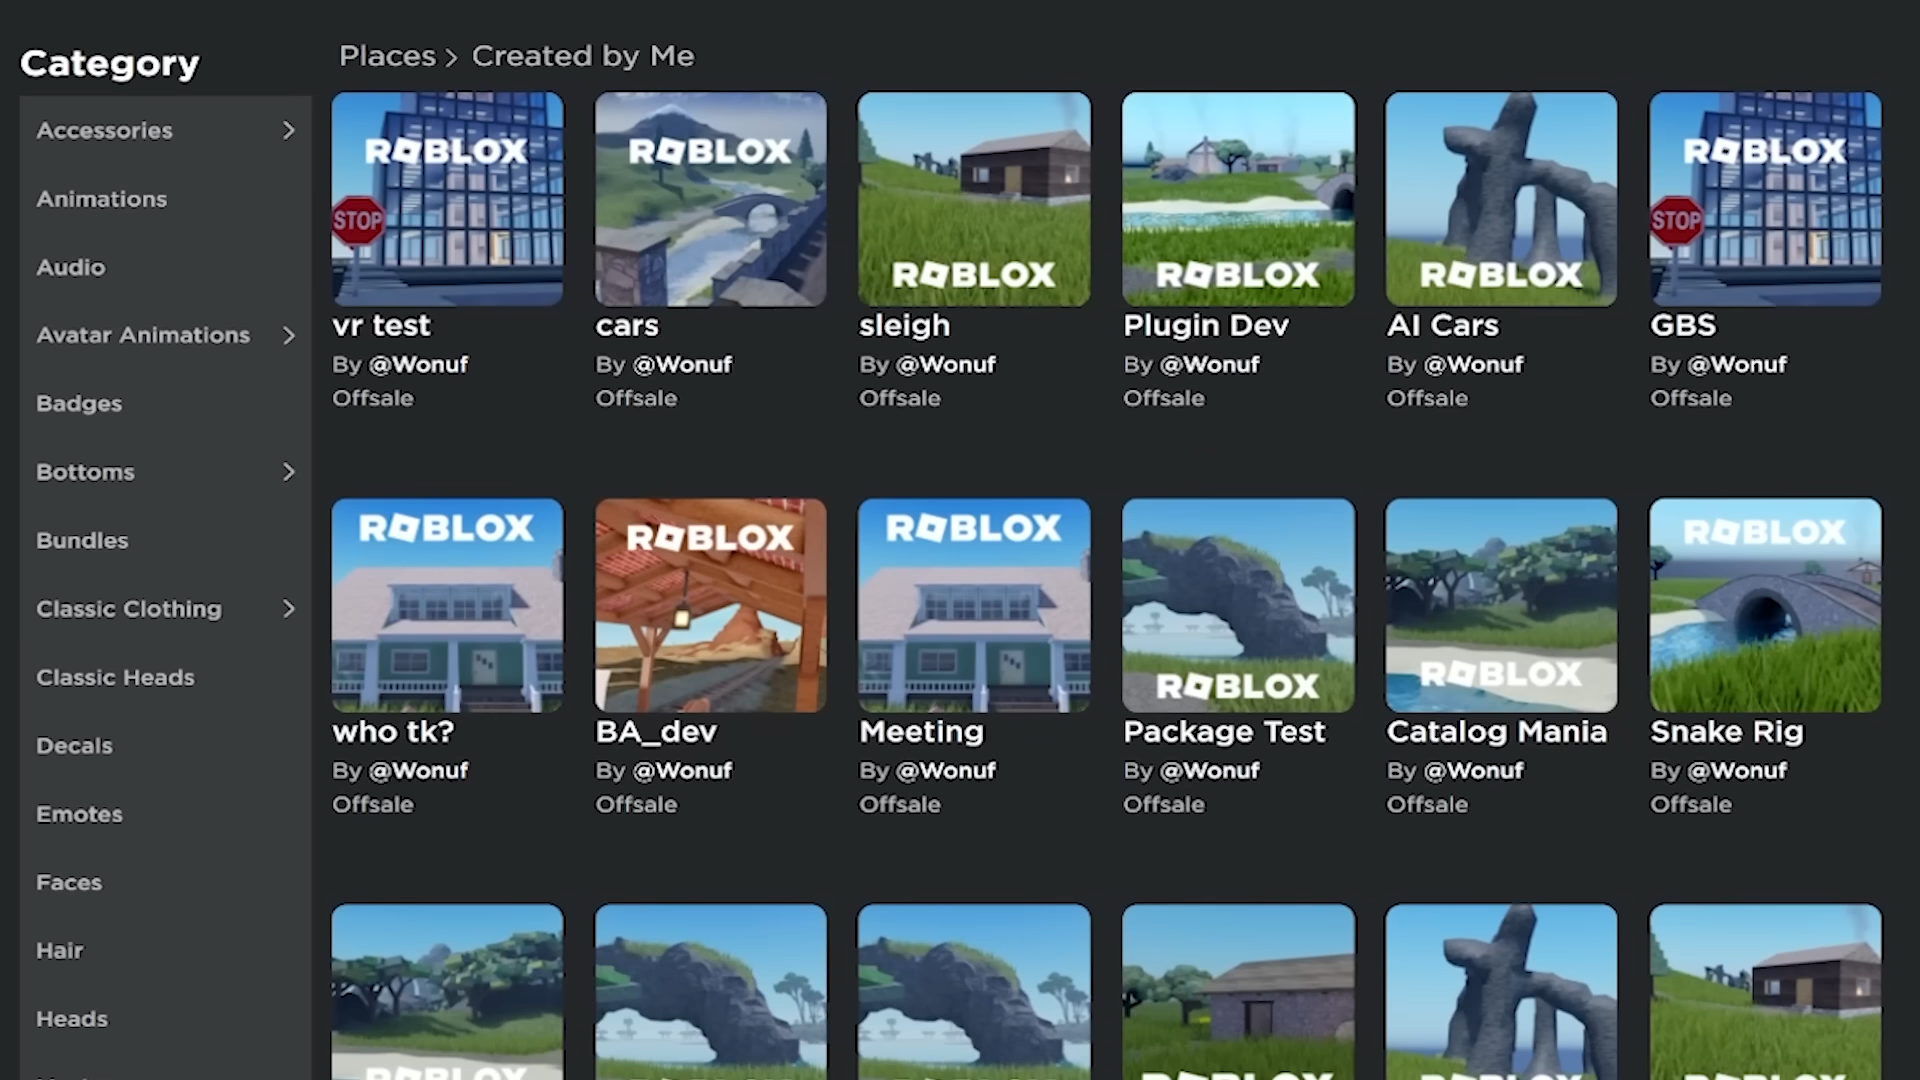 Category
Places > Created by Me
Accessories
Animations
Audio
Avatar Animations
Badges
Bottoms
Bundles
Classic Clothing
Classic Heads
Decals
Emotes
Faces
Hair
Heads
ROBLOX
STOP
vr test
By @Wonuf
Offsale
ROBLOX
cars
By @Wonuf
Offsale
ROBLOX
sleigh
By @Wonuf
Offsale
ROBLOX
Plugin Dev
By @Wonuf
Offsale
ROBLOX
AI Cars
By @Wonuf
Offsale
ROBLOX
STOP
GBS
By @Wonuf
Offsale
ROBLOX
who tk?
By @Wonuf
Offsale
ROBLOX
BA_dev
By @Wonuf
Offsale
ROBLOX
Meeting
By @Wonuf
Offsale
ROBLOX
Package Test
By @Wonuf
Offsale
ROBLOX
Catalog Mania
By @Wonuf
Offsale
ROBLOX
Snake Rig
By @Wonuf
Offsale
ROBLOX
ROBLOX
ROBLOX
ROBLOX